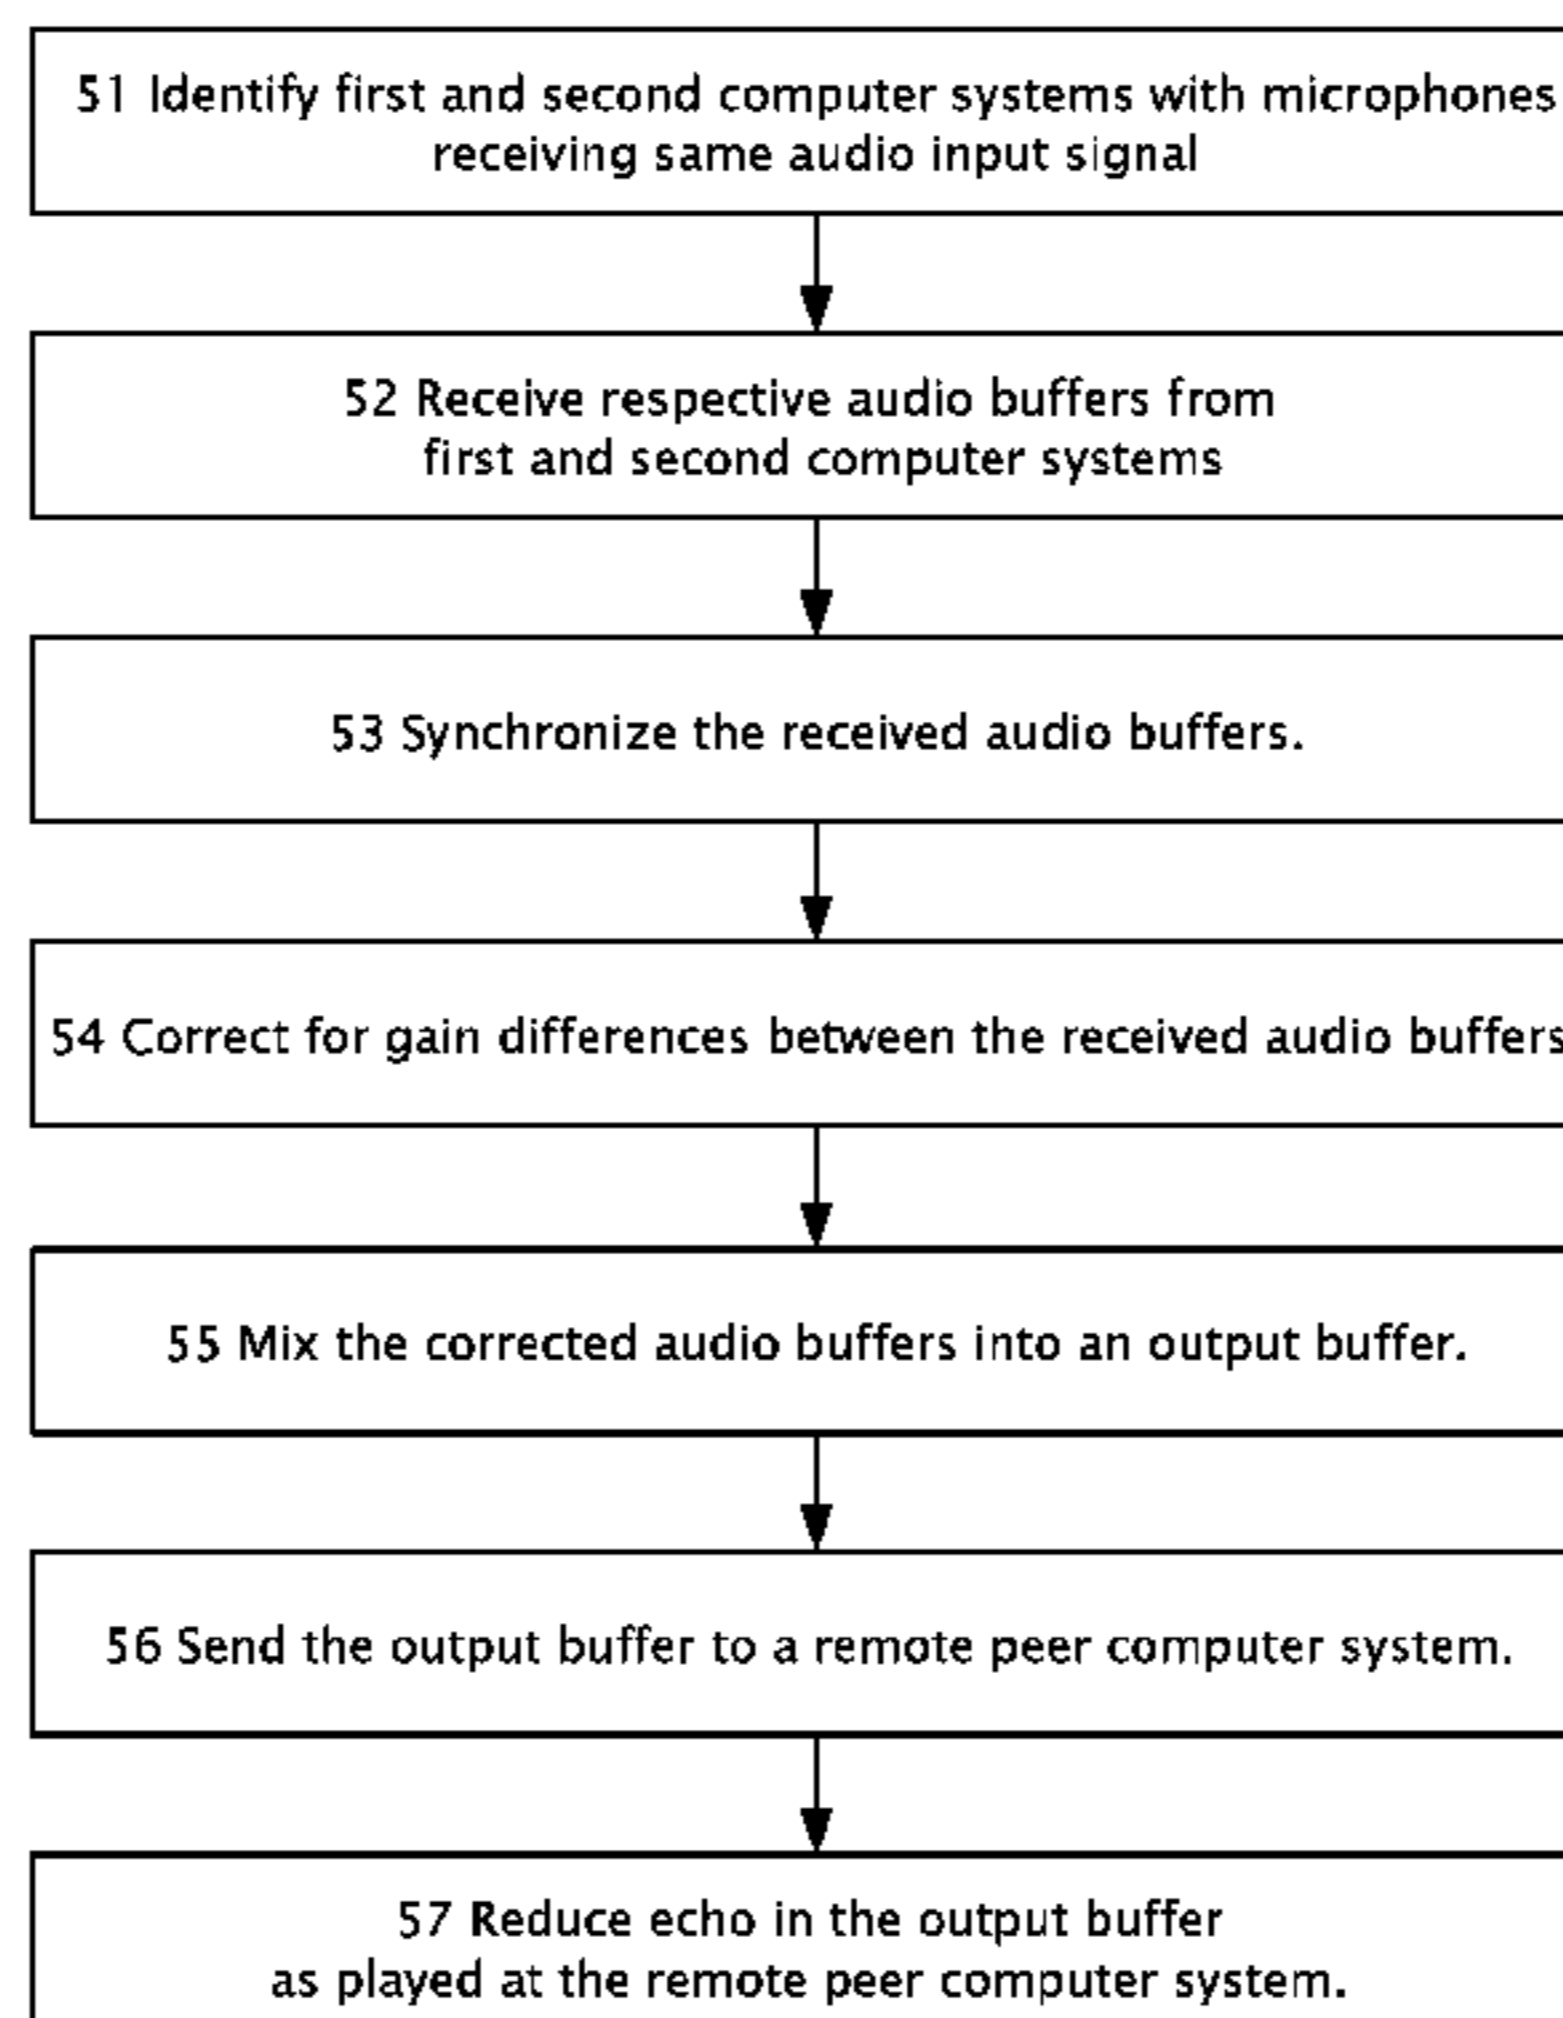 51 Identify first and second computer systems with microphones
receiving same audio input signal
52 Receive respective audio buffers from
first and second computer systems
53 Synchronize the received audio buffers.
54 Correct for gain differences between the received audio buffers
55 Mix the corrected audio buffers into an output buffer.
56 Send the output buffer to a remote peer computer system.
57 Reduce echo in the output buffer
as played at the remote peer computer system.